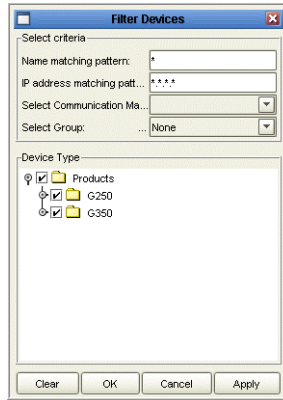 Filter Devices
Select criteria
Name matching pattern: *
IP address matching patt... *.*.*.*
Select Communication Ma...
Select Group: ... None
Device Type
Products
G250
G350
Clear OK Cancel Apply